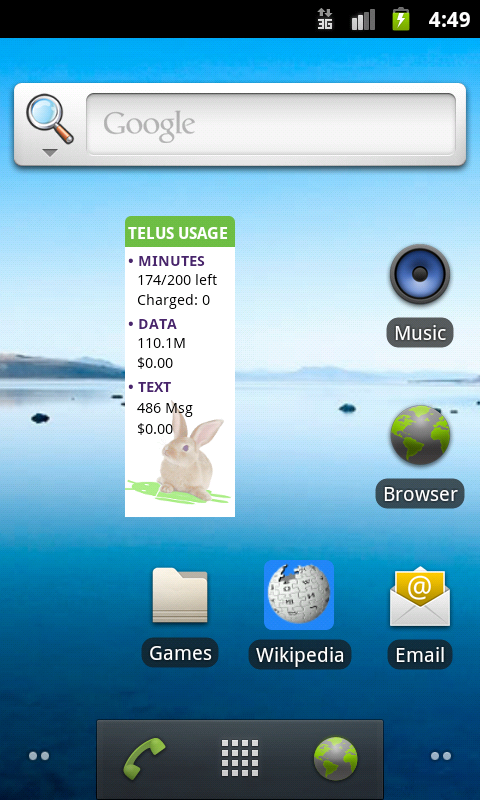 3G 4:49
Google
TELUS USAGE
• MINUTES
174/200 left
Charged: 0
• DATA
110.1M
$0.00
• TEXT
486 Msg
$0.00
Music
Browser
Games
Wikipedia
Email